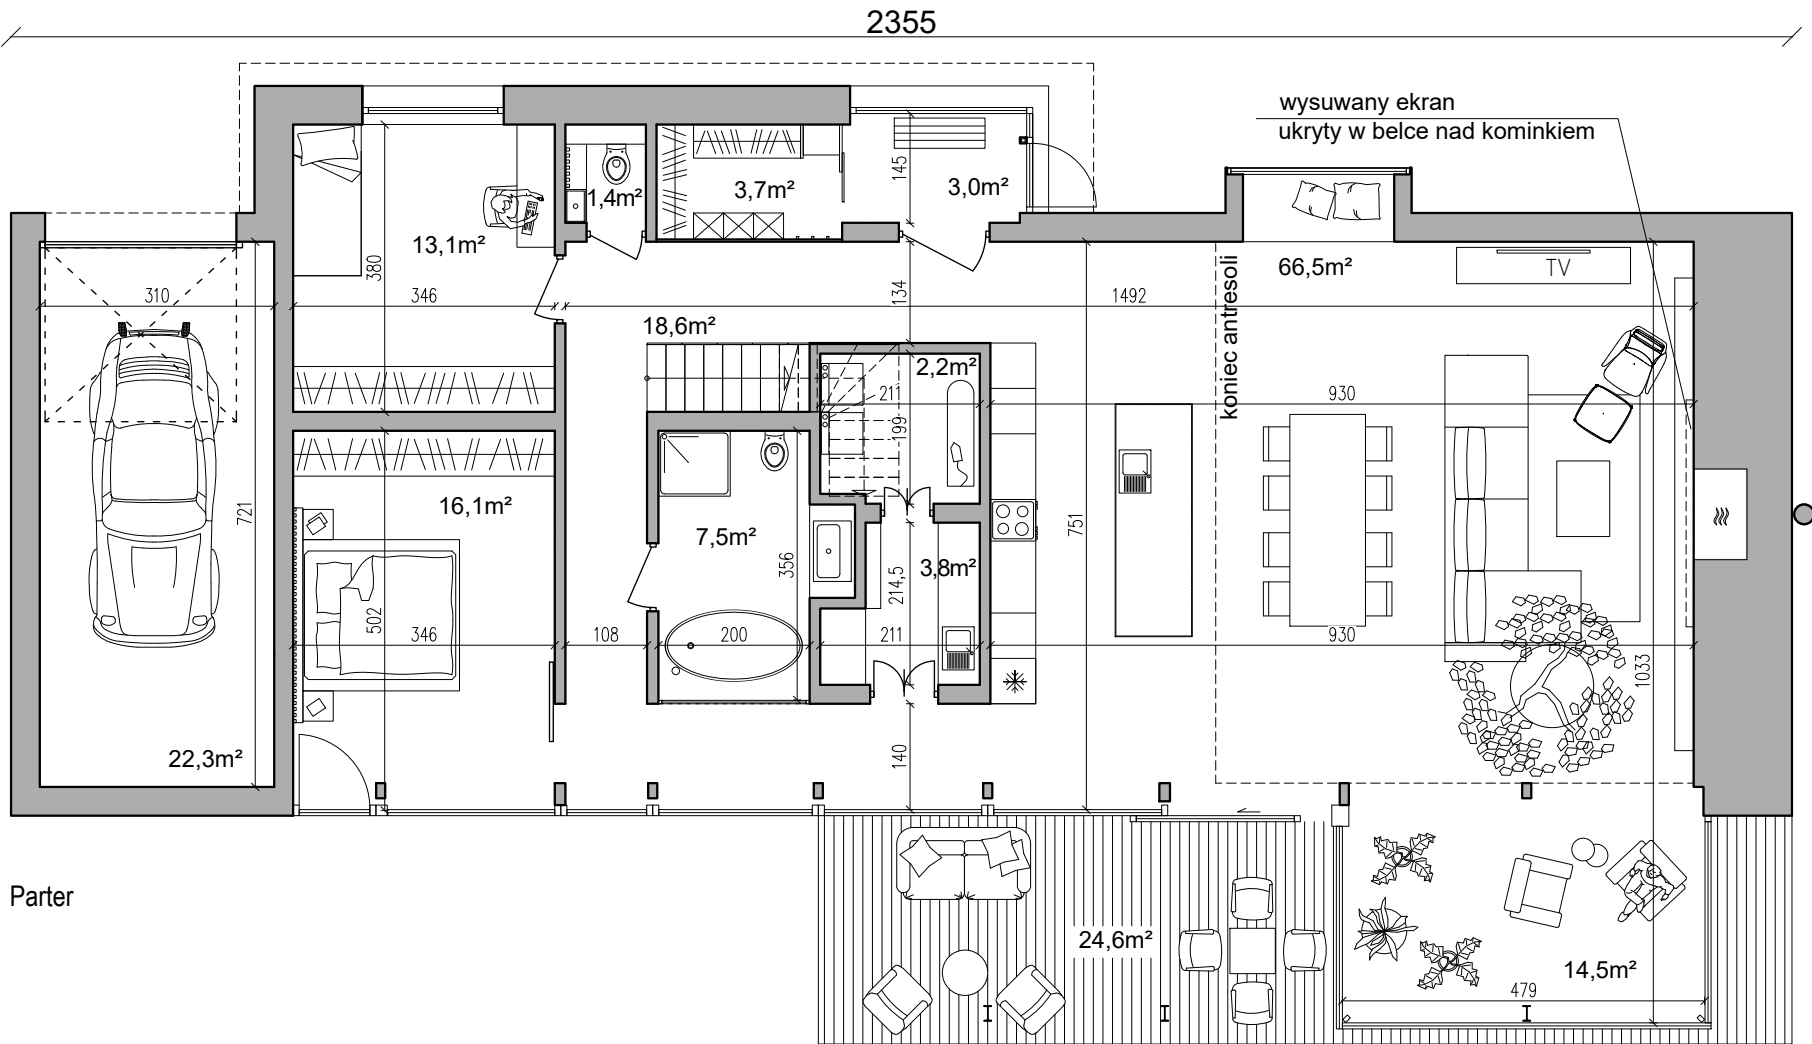 2355
wysuwany ekran
ukryty w belce nad kominkiem
145
3,7m²
3,0m²
1,4m²
13,1m²
380
66,5m²
TV
koniec antresoli
310
346
134
1492
18,6m²
2,2m²
211
930
199
16,1m²
721
7,5m²
751
356
3,8m²
214,5
502
346
108
200
211
930
1033
22,3m²
140
Parter
24,6m²
14,5m²
479